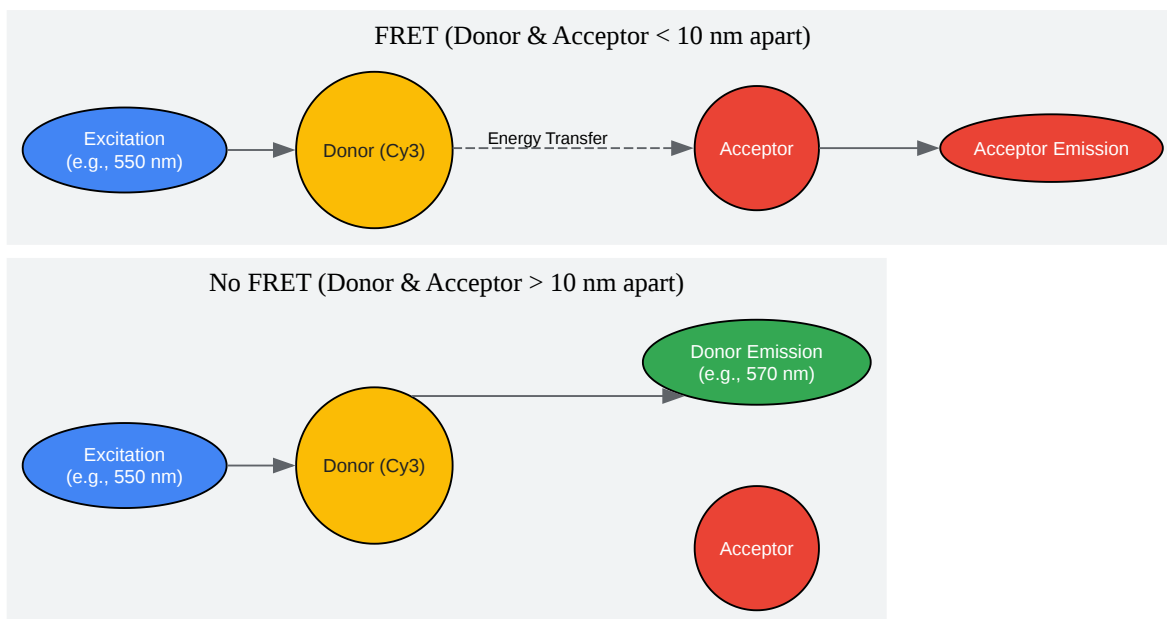 FRET (Donor & Acceptor < 10 nm apart)
Excitation
(e.g., 550 nm)
Donor (Cy3)
Energy Transfer
Acceptor
Acceptor Emission
No FRET (Donor & Acceptor > 10 nm apart)
Donor Emission
(e.g., 570 nm)
Excitation
(e.g., 550 nm)
Donor (Cy3)
Acceptor